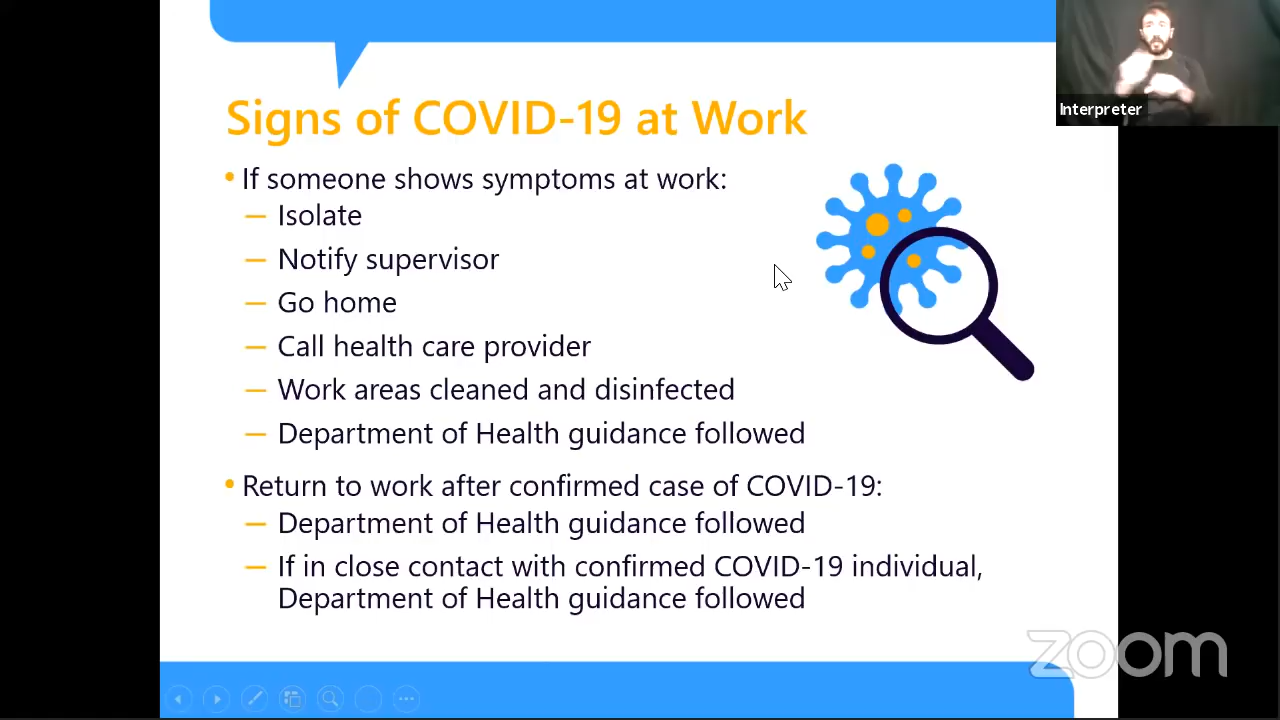 Interpreter
Signs of COVID-19 at Work
• If someone shows symptoms at work:
— Isolate
— Notify supervisor
— Go home
— Call health care provider
— Work areas cleaned and disinfected
— Department of Health guidance followed
• Return to work after confirmed case of COVID-19:
— Department of Health guidance followed
— If in close contact with confirmed COVID-19 individual,
Department of Health guidance followed
zoom